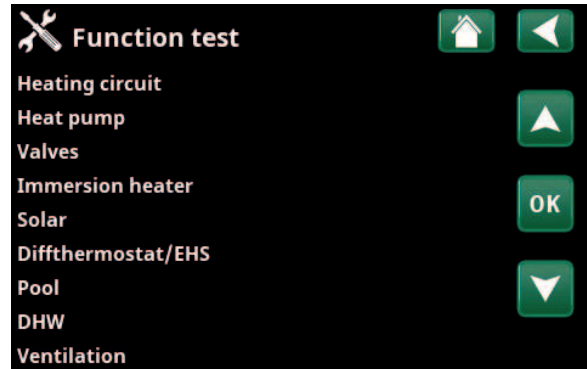 Function test
Heating circuit
Heat pump
Valves
Immersion heater
OK
Solar
Diffthermostat/EHS
Pool
DHW
Ventilation